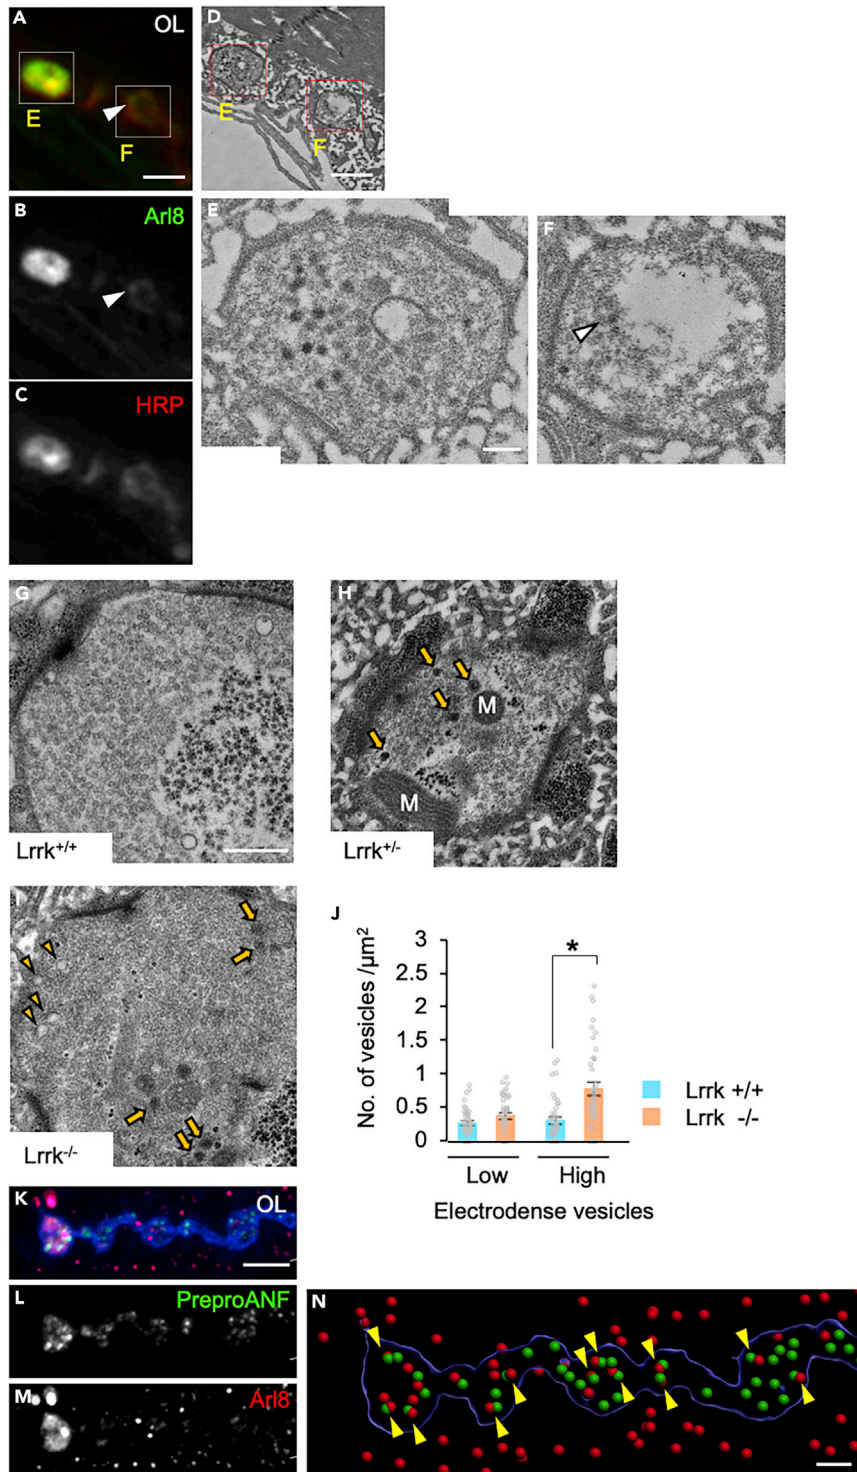 A
OL
E
F
D
E
F
B
Arl8
C
HRP
E
F
G
Lrrk+/+
H
M
M
Lrrk+/-
I
Lrrk-/-
J
No. of vesicles /µm²
3
2.5
2
1.5
1
0.5
0
*
Lrrk +/+
Lrrk -/-
Low
High
Electrodense vesicles
K
OL
L
PreproANF
M
Arl8
N